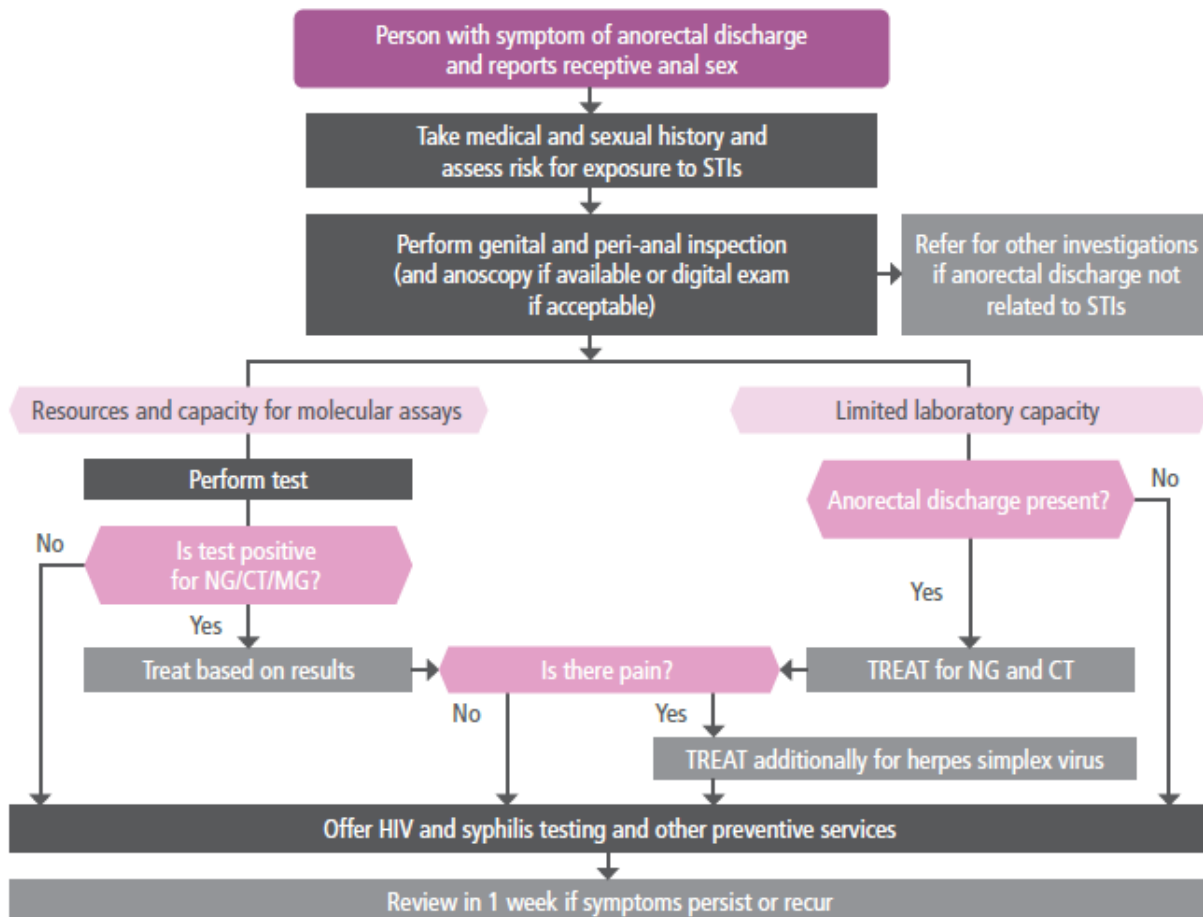 Person with symptom of anorectal discharge
and reports receptive anal sex
Take medical and sexual history and
assess risk for exposure to STIs
Perform genital and peri-anal inspection
(and anoscopy if available or digital exam
if acceptable)
Refer for other investigations
if anorectal discharge not
related to STIs
Resources and capacity for molecular assays
Limited laboratory capacity
Perform test
Anorectal discharge present?
No
No
Is test positive
for NG/CT/MG?
Yes
Yes
Treat based on results
Is there pain?
TREAT for NG and CT
No
Yes
TREAT additionally for herpes simplex virus
Offer HIV and syphilis testing and other preventive services
Review in 1 week if symptoms persist or recur